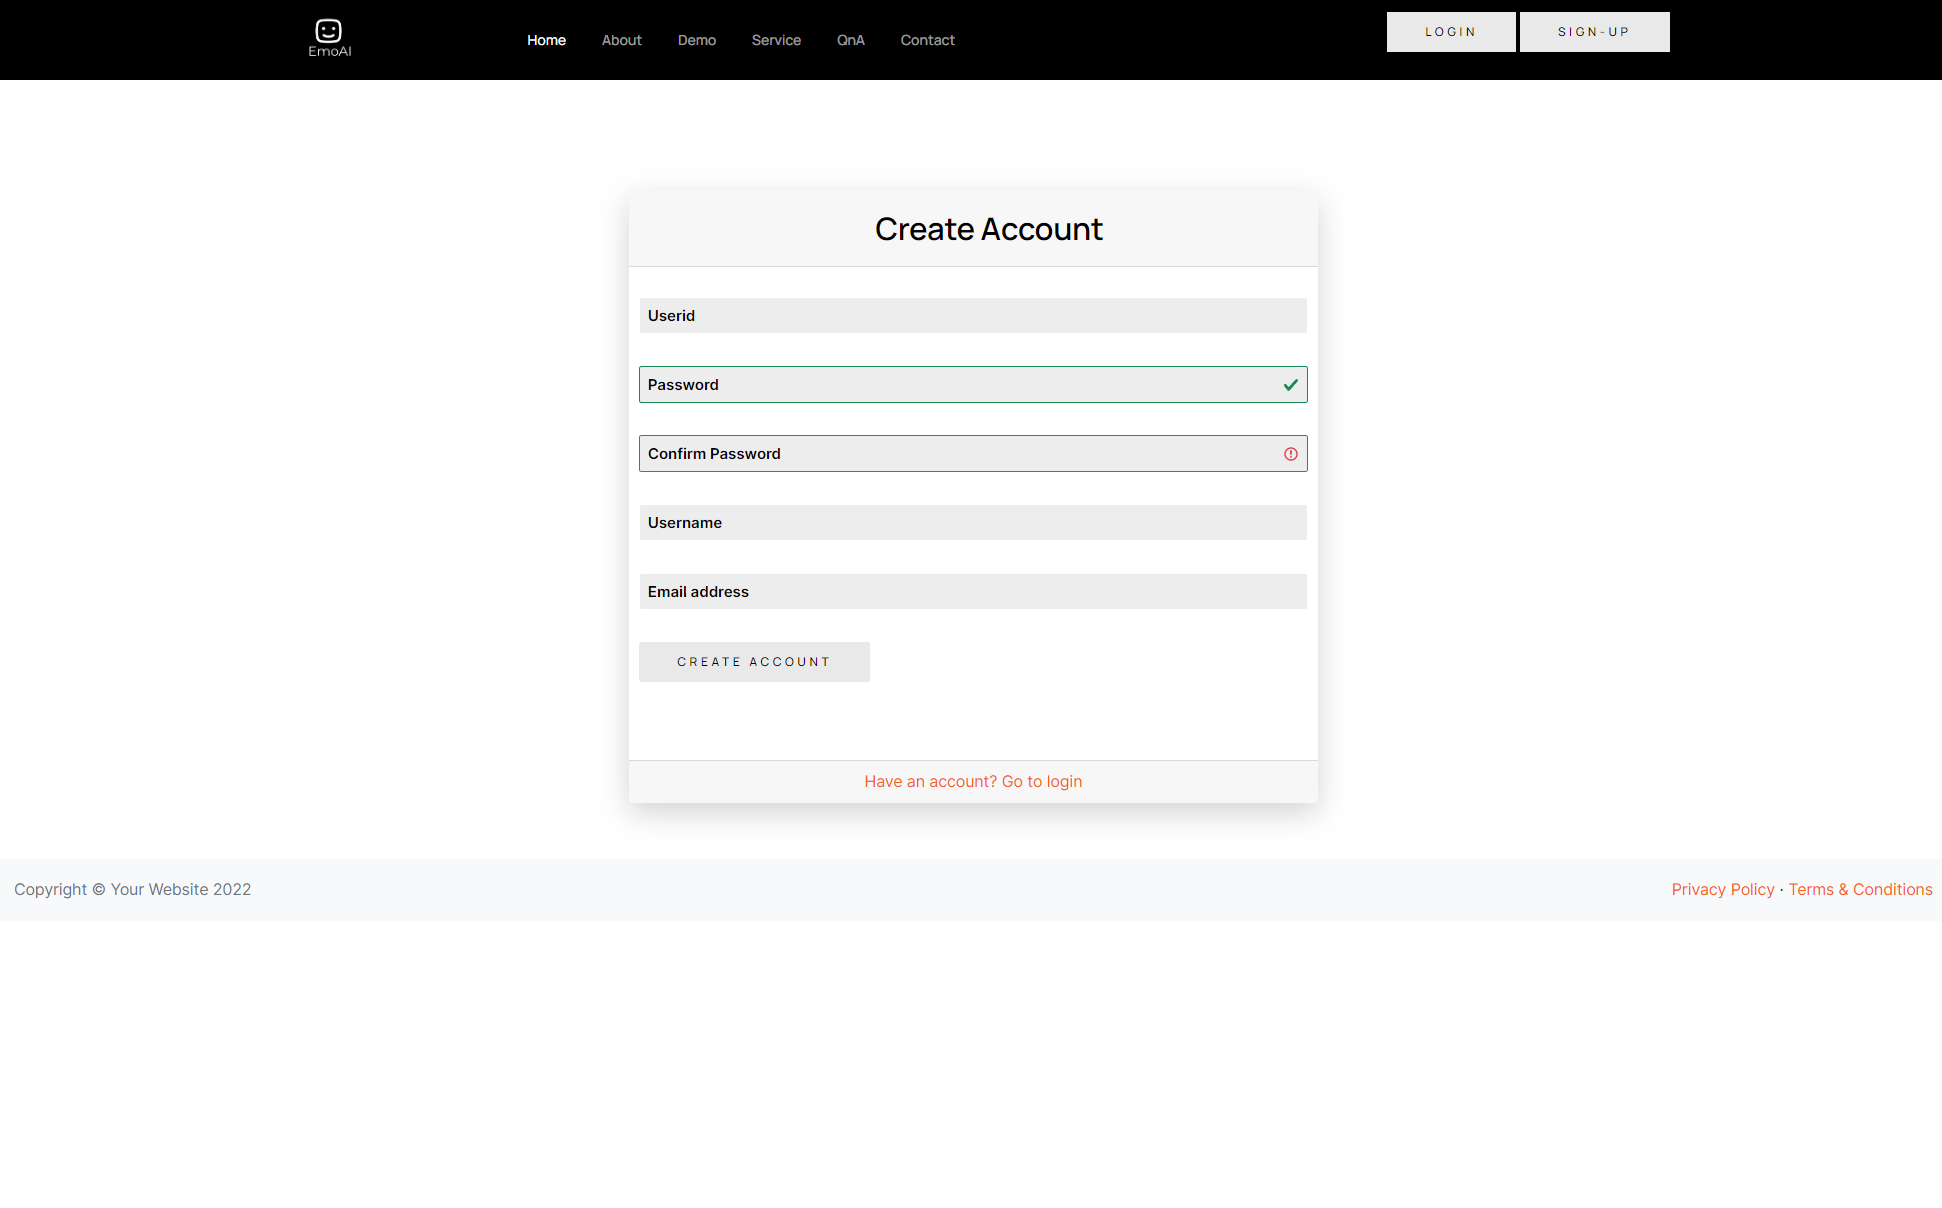 EmoAI
Home About Demo Service QnA Contact
LOGIN SIGN-UP
Create Account
Userid
Password
Confirm Password
Username
Email address
CREATE ACCOUNT
Have an account? Go to login
Copyright © Your Website 2022
Privacy Policy · Terms & Conditions